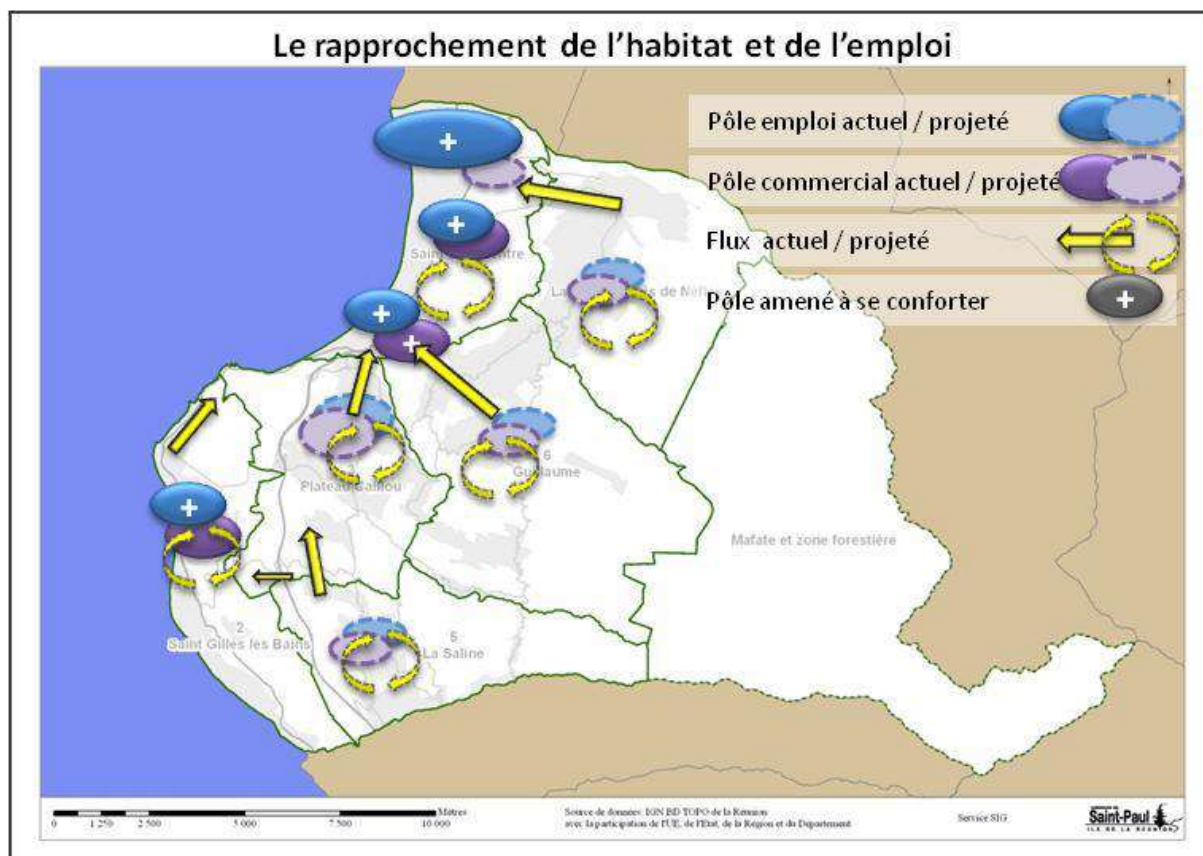 Le rapprochement de l'habitat et de l'emploi
Pôle emploi actuel / projeté
Pôle commercial actuel / projeté
Flux actuel / projeté
Pôle amené à se conforter
Mafate et zone forestière
6
Guillaume
Plateau Caillou
2
Saint Gilles les Bains
5
La Saline
Mètres
0 1 250 2 500 5 000 7 500 10 000
Source de données: IGN BD TOPO de la Réunion
avec la participation de l'UE, de l'Etat, de la Région et du Département
Service SIG
Saint-Paul
ILE DE LA REUNION